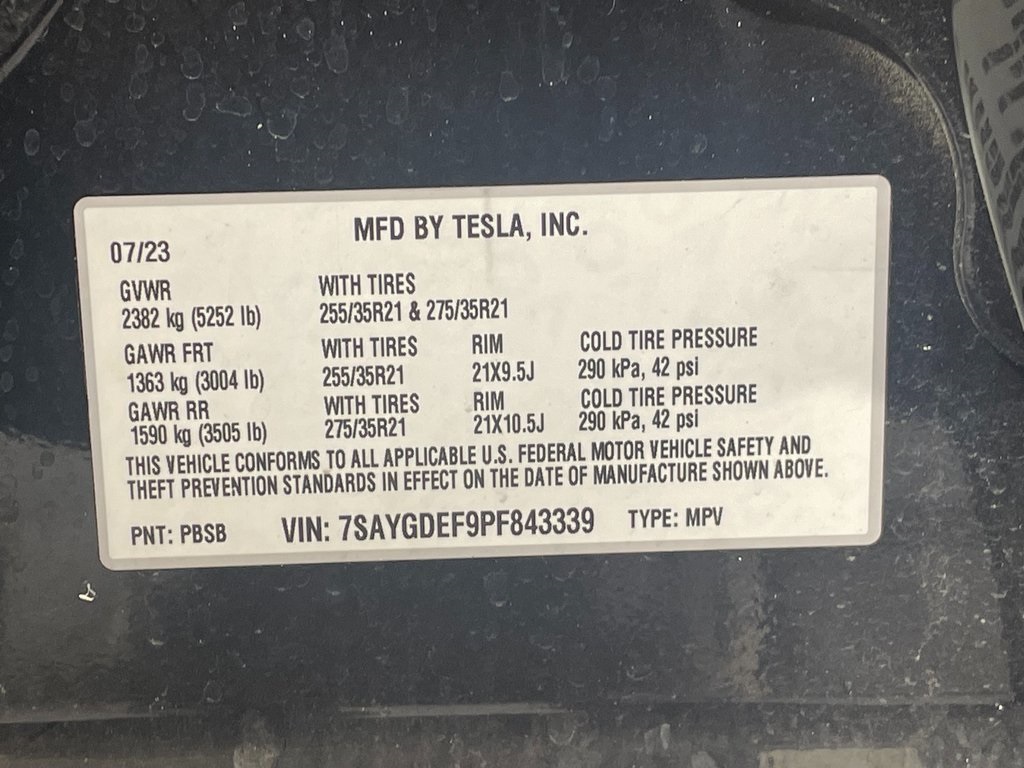 MFD BY TESLA, INC.
07/23
GVWR WITH TIRES
2382 kg (5252 lb) 255/35R21 & 275/35R21
GAWR FRT WITH TIRES RIM COLD TIRE PRESSURE
1363 kg (3004 lb) 255/35R21 21X9.5J 290 kPa, 42 psi
GAWR RR WITH TIRES RIM COLD TIRE PRESSURE
1590 kg (3505 lb) 275/35R21 21X10.5J 290 kPa, 42 psi
THIS VEHICLE CONFORMS TO ALL APPLICABLE U.S. FEDERAL MOTOR VEHICLE SAFETY AND
THEFT PREVENTION STANDARDS IN EFFECT ON THE DATE OF MANUFACTURE SHOWN ABOVE.
PNT: PBSB VIN: 7SAYGDEF9PF843339 TYPE: MPV